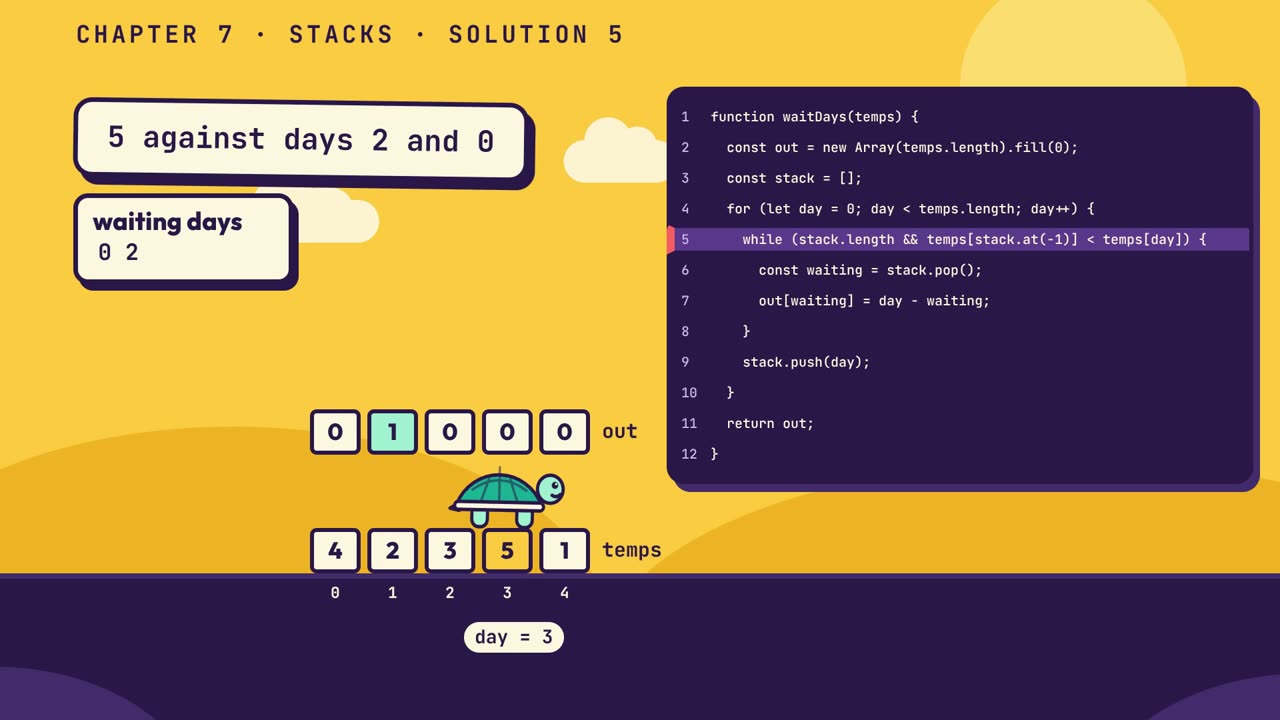 CHAPTER 7 · STACKS · SOLUTION 5
5 against days 2 and 0
waiting days
0 2
1 function waitDays(temps) {
2 const out = new Array(temps.length).fill(0);
3 const stack = [];
4 for (let day = 0; day < temps.length; day++) {
5 while (stack.length && temps[stack.at(-1)] < temps[day]) {
6 const waiting = stack.pop();
7 out[waiting] = day - waiting;
8 }
9 stack.push(day);
10 }
11 return out;
12 }
0 1 0 0 0 out
4 2 3 5 1 temps
0 1 2 3 4
day = 3